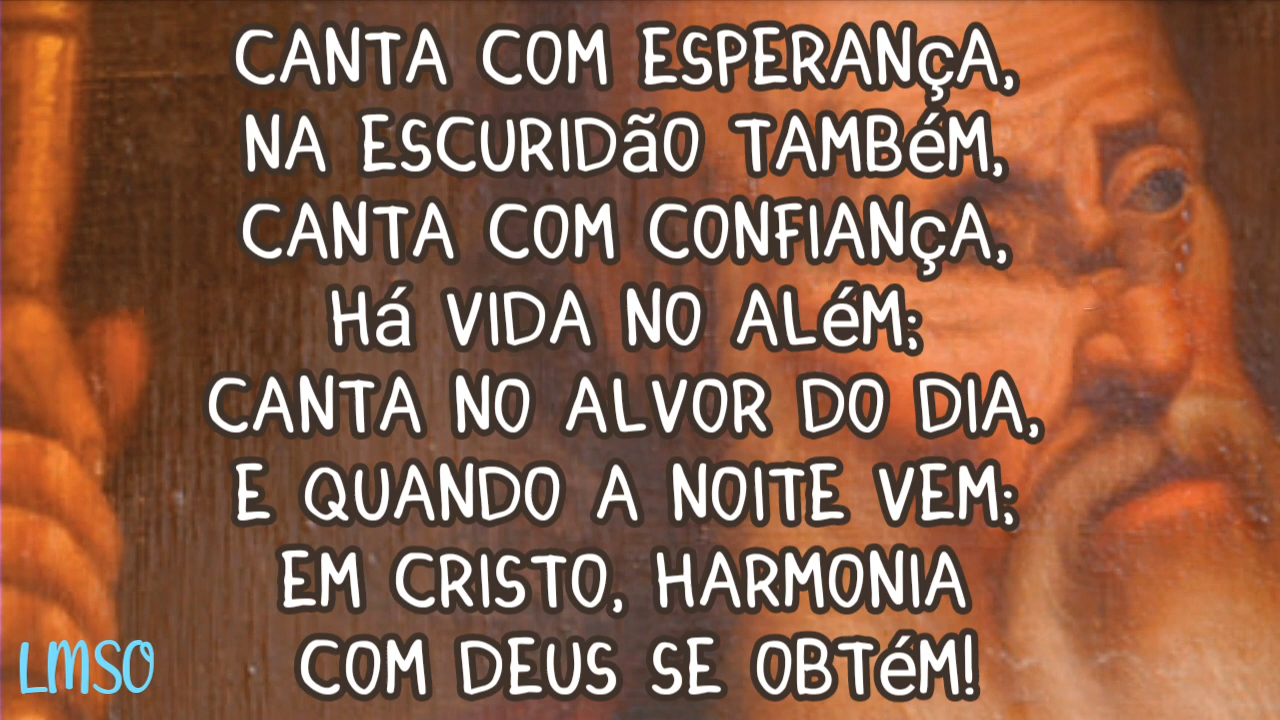 CANTA COM ESPERANÇA,
NA ESCURIDÃO TAMBÉM,
CANTA COM CONFIANÇA,
HÁ VIDA NO ALÉM;
CANTA NO ALVOR DO DIA,
E QUANDO A NOITE VEM;
EM CRISTO, HARMONIA
COM DEUS SE OBTÉM!
LMSO